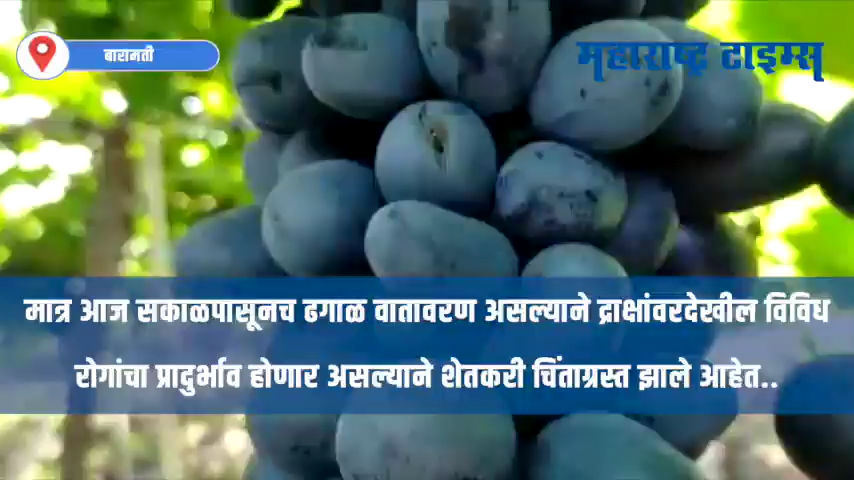 बारामती
महाराष्ट्र टाइम्स
मात्र आज सकाळपासूनच ढगाळ वातावरण असल्याने द्राक्षांवरदेखील विविध
रोगांचा प्रादुर्भाव होणार असल्याने शेतकरी चिंताग्रस्त झाले आहेत..